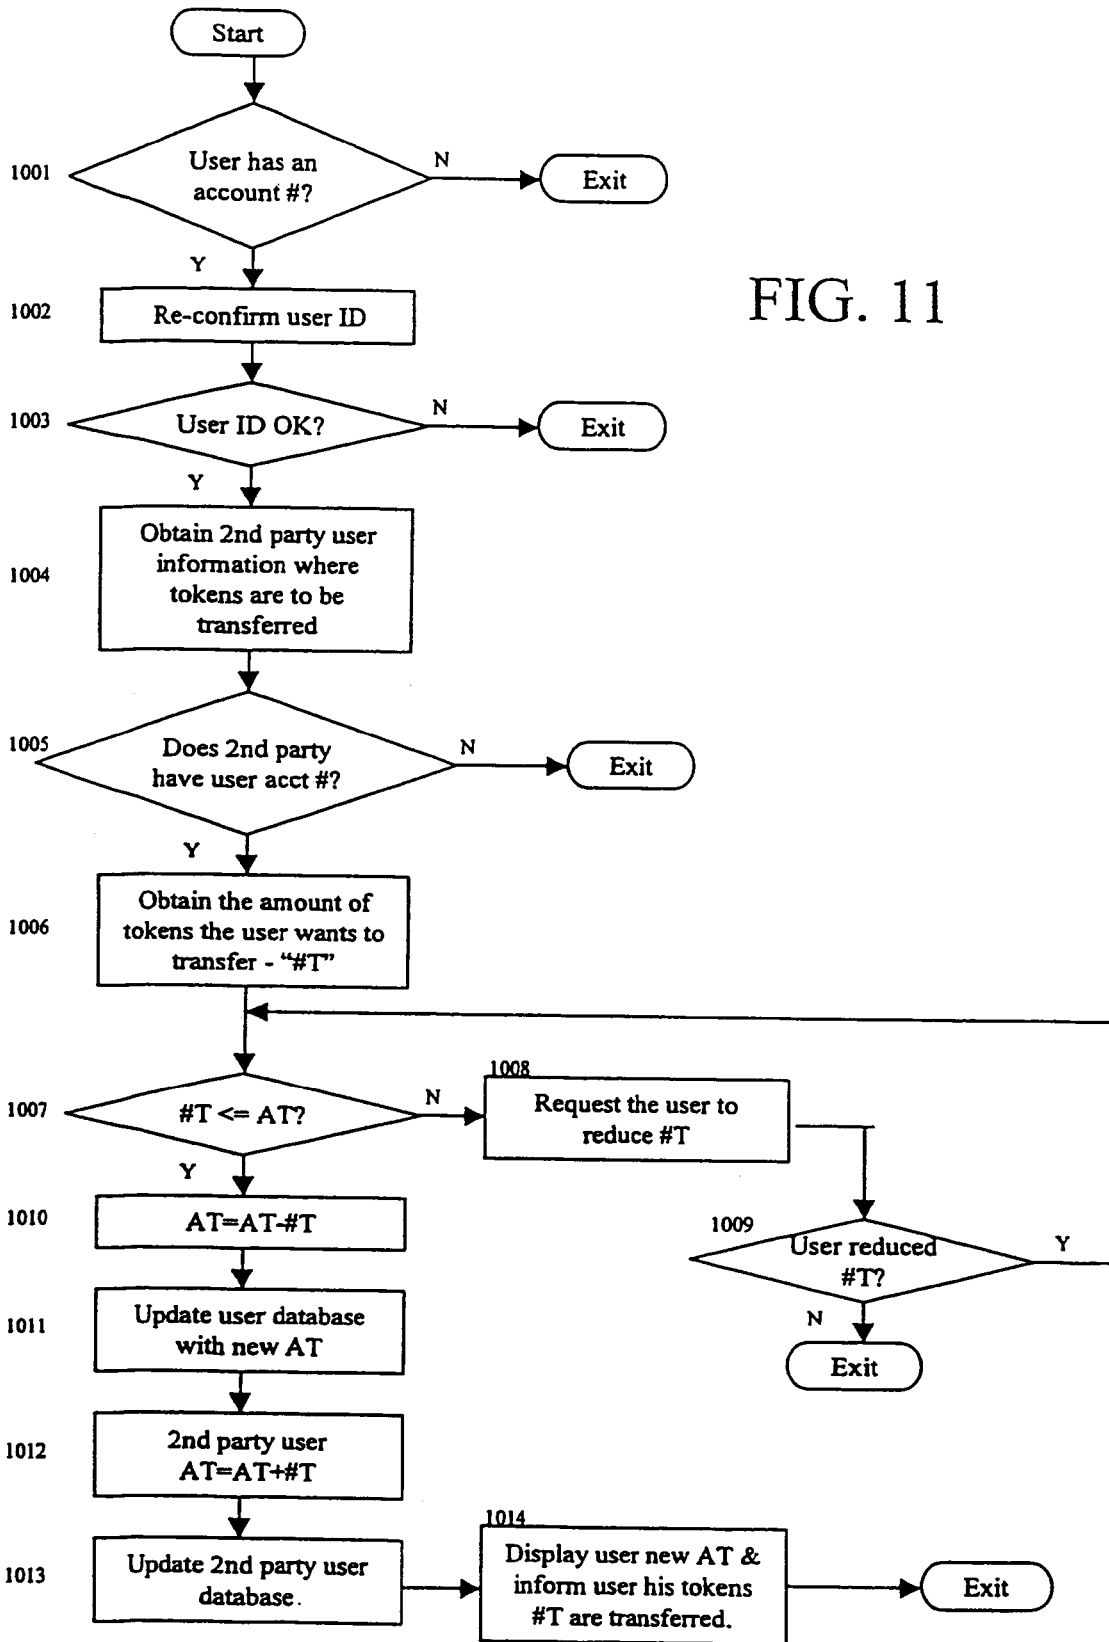 Start
1001
User has an
account #?
N
Exit
Y
1002
Re-confirm user ID
FIG. 11
1003
User ID OK?
N
Exit
Y
1004
Obtain 2nd party user
information where
tokens are to be
transferred
1005
Does 2nd party
have user acct #?
N
Exit
Y
1006
Obtain the amount of
tokens the user wants to
transfer - “#T”
1007
#T <= AT?
N
1008
Request the user to
reduce #T
Y
1009
User reduced
#T?
Y
N
Exit
1010
AT=AT-#T
1011
Update user database
with new AT
1012
2nd party user
AT=AT+#T
1013
Update 2nd party user
database.
1014
Display user new AT &
inform user his tokens
#T are transferred.
Exit